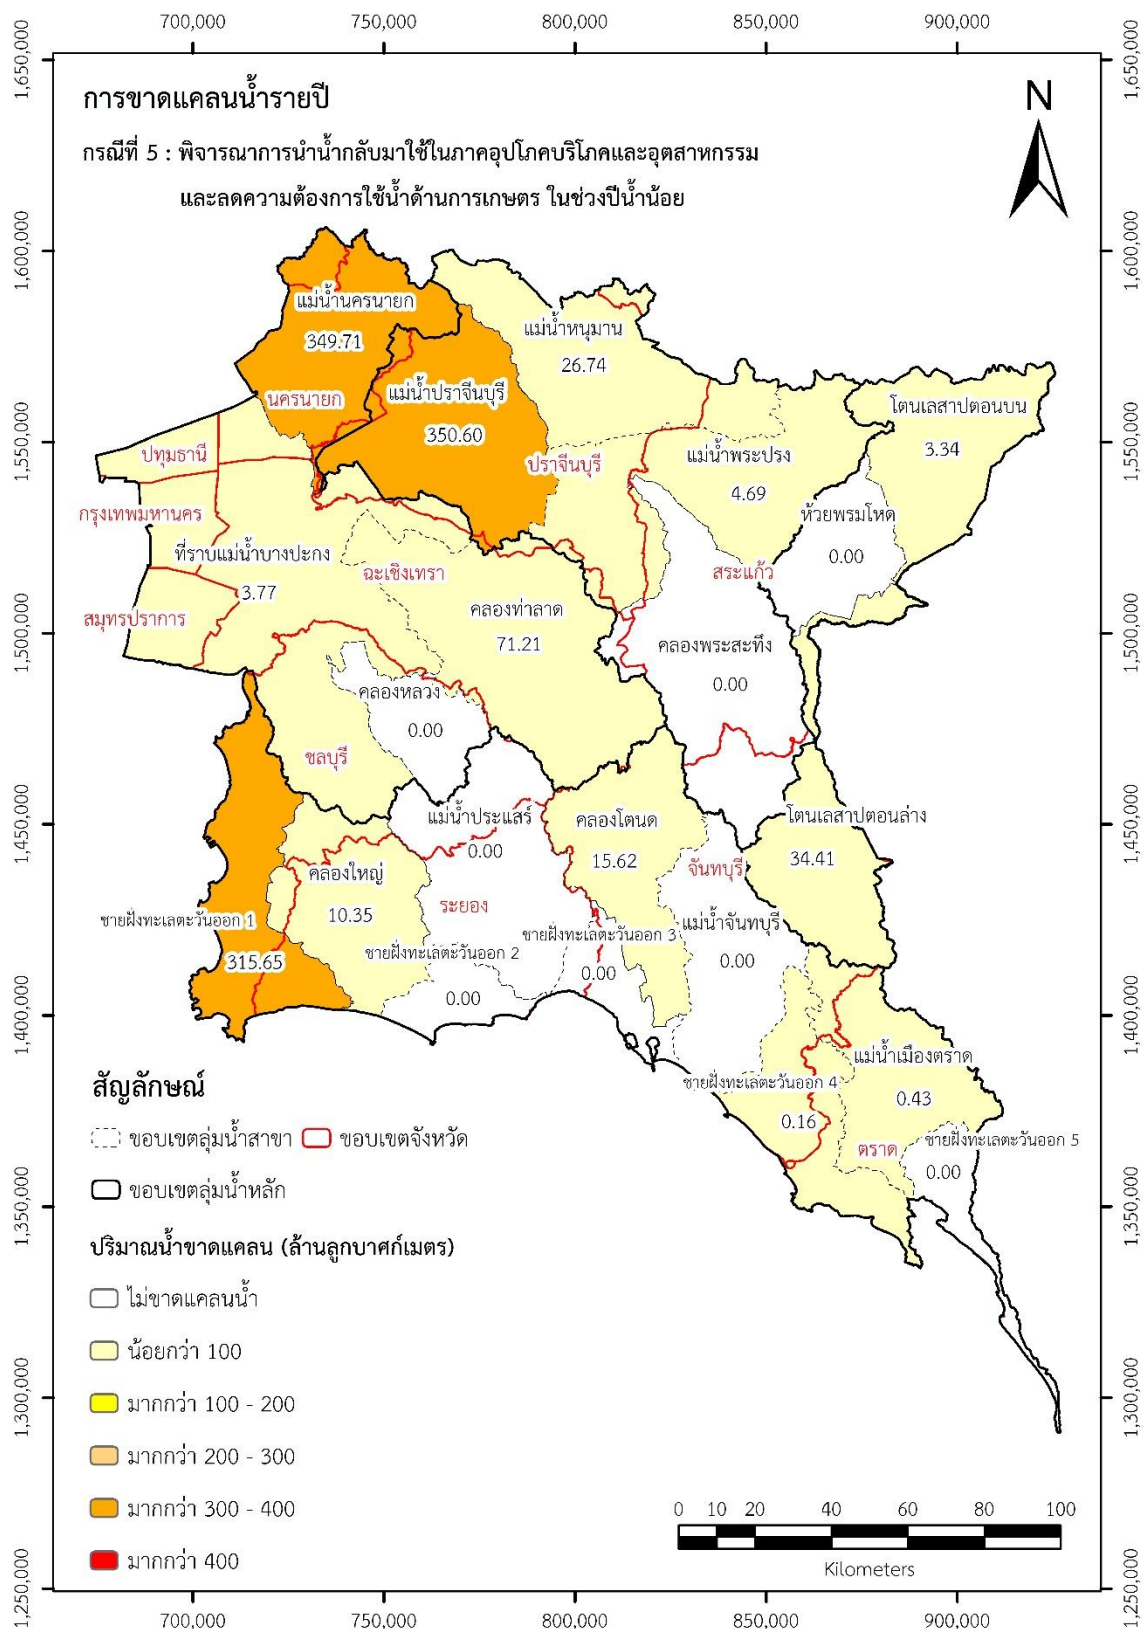 700,000 750,000 800,000 850,000 900,000
1,650,000 1,650,000
การขาดแคลนน้ำรายปี
N
กรณีที่ 5 : พิจารณาการนำน้ำกลับมาใช้ในภาคอุปโภคบริโภคและอุตสาหกรรม
และลดความต้องการใช้น้ำด้านการเกษตร ในช่วงปีน้ำน้อย
1,600,000 1,600,000
แม่น้ำนครนายก
349.71
นครนายก
แม่น้ำหนุมาน
26.74
แม่น้ำปราจีนบุรี
350.60
ปราจีนบุรี
โตนเลสาปตอนบน
3.34
1,550,000 1,550,000
ปทุมธานี
แม่น้ำพระปรง
4.69
ห้วยพรมโหด
0.00
กรุงเทพมหานคร
ที่ราบแม่น้ำบางปะกง
3.77
ฉะเชิงเทรา
สระแก้ว
สมุทรปราการ
คลองท่าลาด
71.21
คลองพระสะทึง
0.00
1,500,000 1,500,000
คลองหลวง
0.00
ชลบุรี
1,450,000 1,450,000
แม่น้ำประแสร์
0.00
คลองโตนด
15.62
โตนเลสาปตอนล่าง
34.41
คลองใหญ่
10.35
ระยอง
จันทบุรี
ชายฝั่งทะเลตะวันออก 1
315.65
ชายฝั่งทะเลตะวันออก 2
0.00
ชายฝั่งทะเลตะวันออก 3
0.00
แม่น้ำจันทบุรี
0.00
1,400,000 1,400,000
แม่น้ำเมืองตราด
0.43
ชายฝั่งทะเลตะวันออก 4
0.16
ตราด
ชายฝั่งทะเลตะวันออก 5
0.00
สัญลักษณ์
ขอบเขตลุ่มน้ำสาขา ขอบเขตจังหวัด
ขอบเขตลุ่มน้ำหลัก
1,350,000 1,350,000
ปริมาณน้ำขาดแคลน (ล้านลูกบาศก์เมตร)
ไม่ขาดแคลนน้ำ
น้อยกว่า 100
มากกว่า 100 - 200
มากกว่า 200 - 300
มากกว่า 300 - 400
มากกว่า 400
1,300,000 1,300,000
0 10 20 40 60 80 100
Kilometers
1,250,000 1,250,000
700,000 750,000 800,000 850,000 900,000